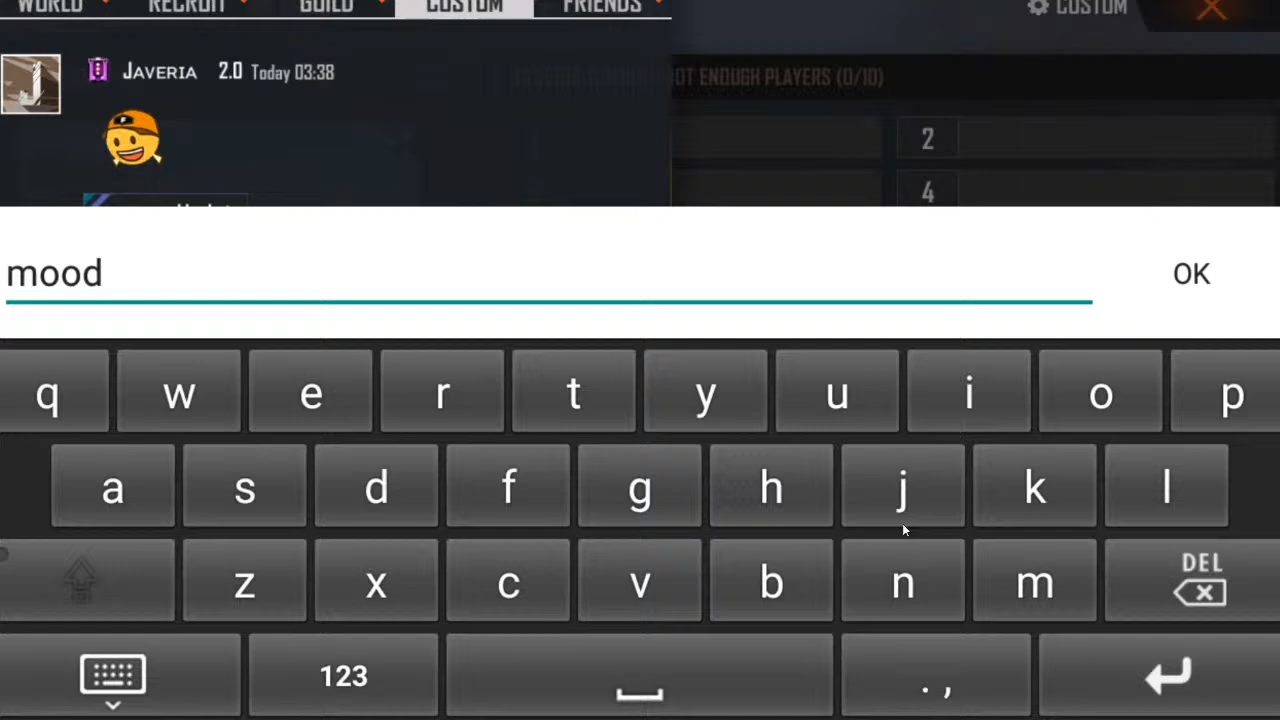 WORLD RECRUIT GUILD CUSTOM FRIENDS CUSTOM
JAVERIA 2.0 Today 03:38
OT ENOUGH PLAYERS (0/10)
2
4
mood
OK
q w e r t y u i o p
a s d f g h j k l
z x c v b n m DEL
123 . ,